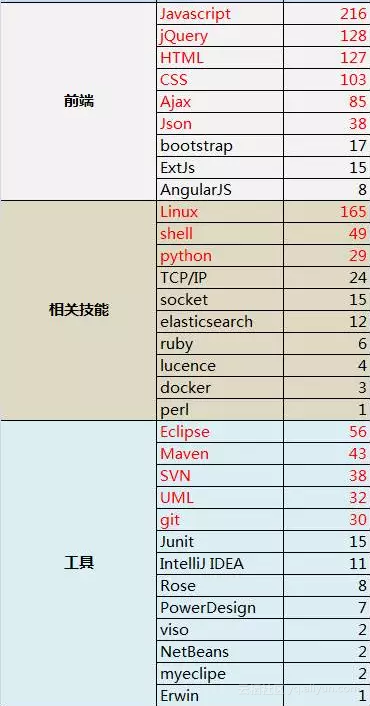 前端
Javascript 216
jQuery 128
HTML 127
CSS 103
Ajax 85
Json 38
bootstrap 17
ExtJs 15
AngularJS 8
相关技能
Linux 165
shell 49
python 29
TCP/IP 24
socket 15
elasticsearch 12
ruby 6
lucence 4
docker 3
perl 1
工具
Eclipse 56
Maven 43
SVN 38
UML 32
git 30
Junit 15
IntelliJ IDEA 11
Rose 8
PowerDesign 7
viso 2
NetBeans 2
myeclipe 2
Erwin 1
yq.aliyun.com